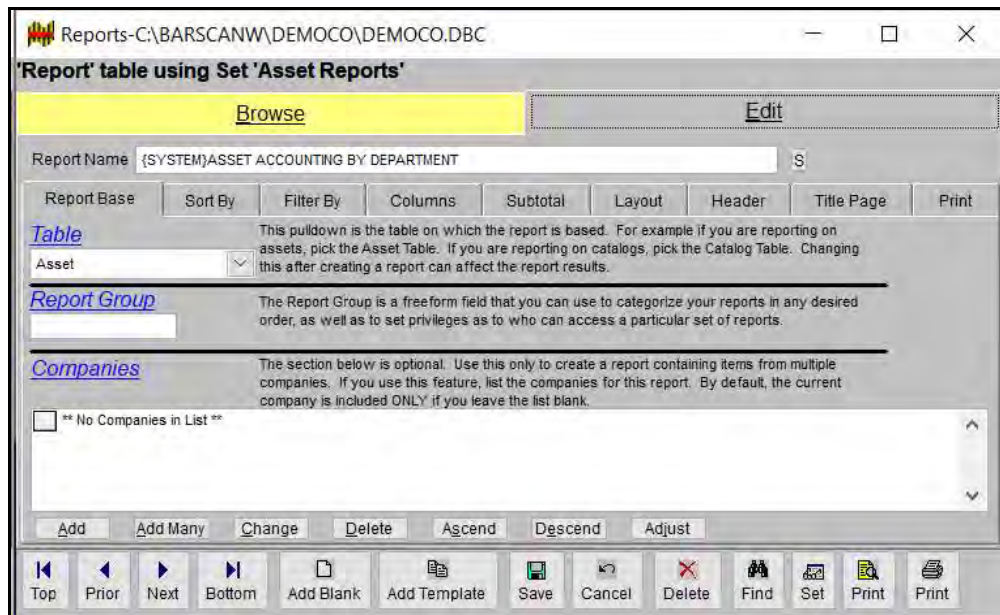 Reports-C:\BARSCANW\DEMOCO\DEMOCO.DBC
'Report' table using Set 'Asset Reports'
Browse Edit
Report Name {SYSTEM}ASSET ACCOUNTING BY DEPARTMENT S
Report Base Sort By Filter By Columns Subtotal Layout Header Title Page Print
Table
Asset
This pulldown is the table on which the report is based. For example if you are reporting on
assets, pick the Asset Table. If you are reporting on catalogs, pick the Catalog Table. Changing
this after creating a report can affect the report results.
Report Group
The Report Group is a freeform field that you can use to categorize your reports in any desired
order, as well as to set privileges as to who can access a particular set of reports.
Companies
The section below is optional. Use this only to create a report containing items from multiple
companies. If you use this feature, list the companies for this report. By default, the current
company is included ONLY if you leave the list blank.
** No Companies in List **
Add Add Many Change Delete Ascend Descend Adjust
Top Prior Next Bottom Add Blank Add Template Save Cancel Delete Find Set Print Print